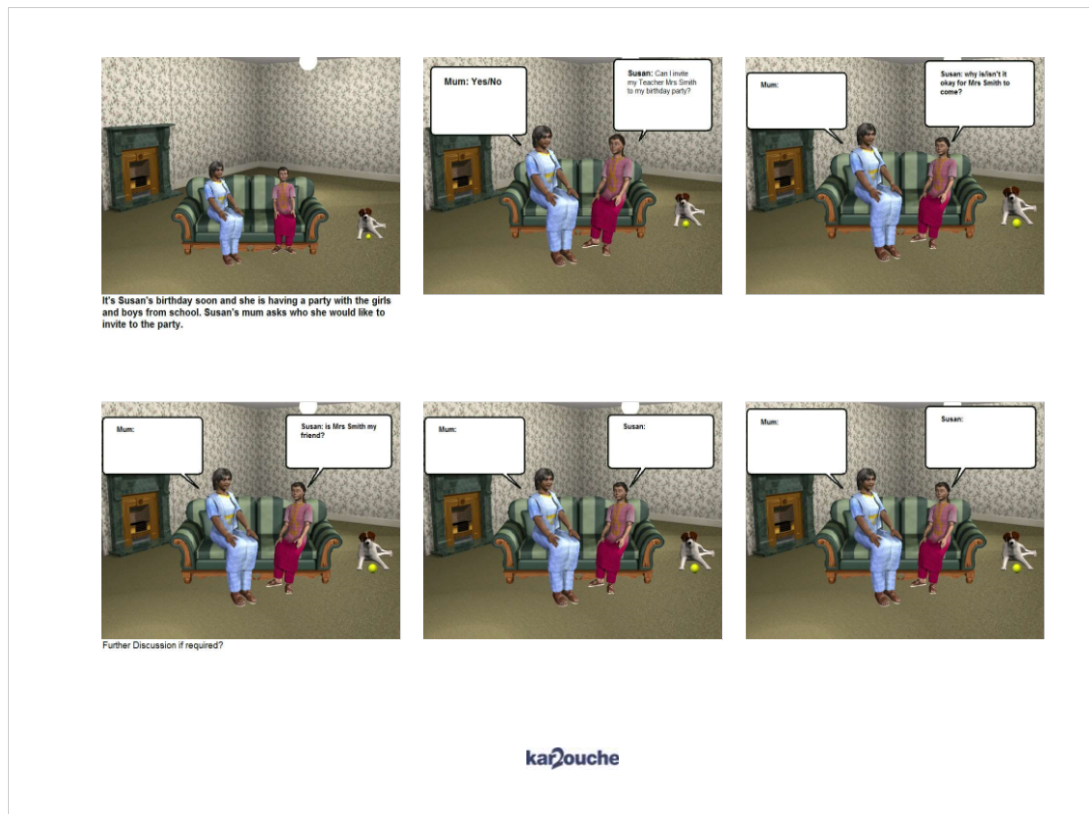 Mum: Yes/No
Susan: Can I invite
my Teacher Mrs Smith
to my birthday party?
Mum:
Susan: why is/isn't it
okay for Mrs Smith to
come?
It's Susan's birthday soon and she is having a party with the girls
and boys from school. Susan's mum asks who she would like to
invite to the party.
Mum:
Susan: is Mrs Smith my
friend?
Mum:
Susan:
Mum:
Susan:
Further Discussion if required?
kar2ouche